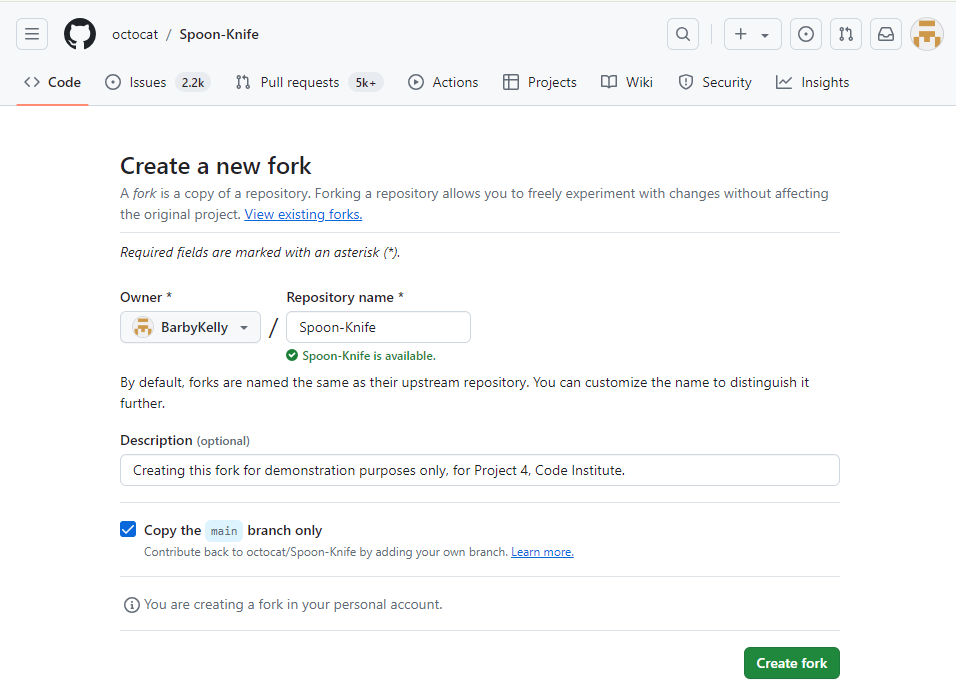 octocat / Spoon-Knife
Code Issues 2.2k Pull requests 5k+ Actions Projects Wiki Security Insights
Create a new fork
A fork is a copy of a repository. Forking a repository allows you to freely experiment with changes without affecting
the original project. View existing forks.
Required fields are marked with an asterisk (*).
Owner * Repository name *
BarbyKelly / Spoon-Knife
Spoon-Knife is available.
By default, forks are named the same as their upstream repository. You can customize the name to distinguish it
further.
Description (optional)
Creating this fork for demonstration purposes only, for Project 4, Code Institute.
Copy the main branch only
Contribute back to octocat/Spoon-Knife by adding your own branch. Learn more.
You are creating a fork in your personal account.
Create fork